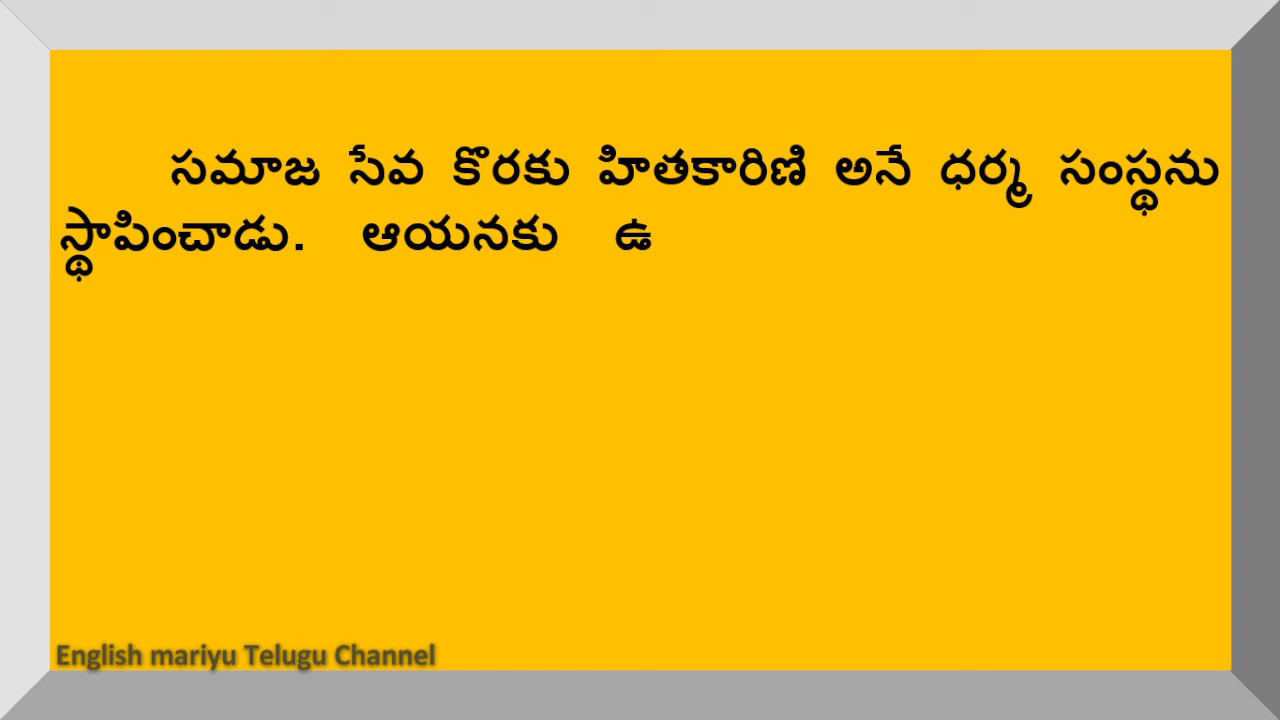 సమాజ సేవ కొరకు హితకారిణి అనే ధర్మ సంస్థను
స్థాపించాడు. ఆయనకు ఉ
English mariyu Telugu Channel